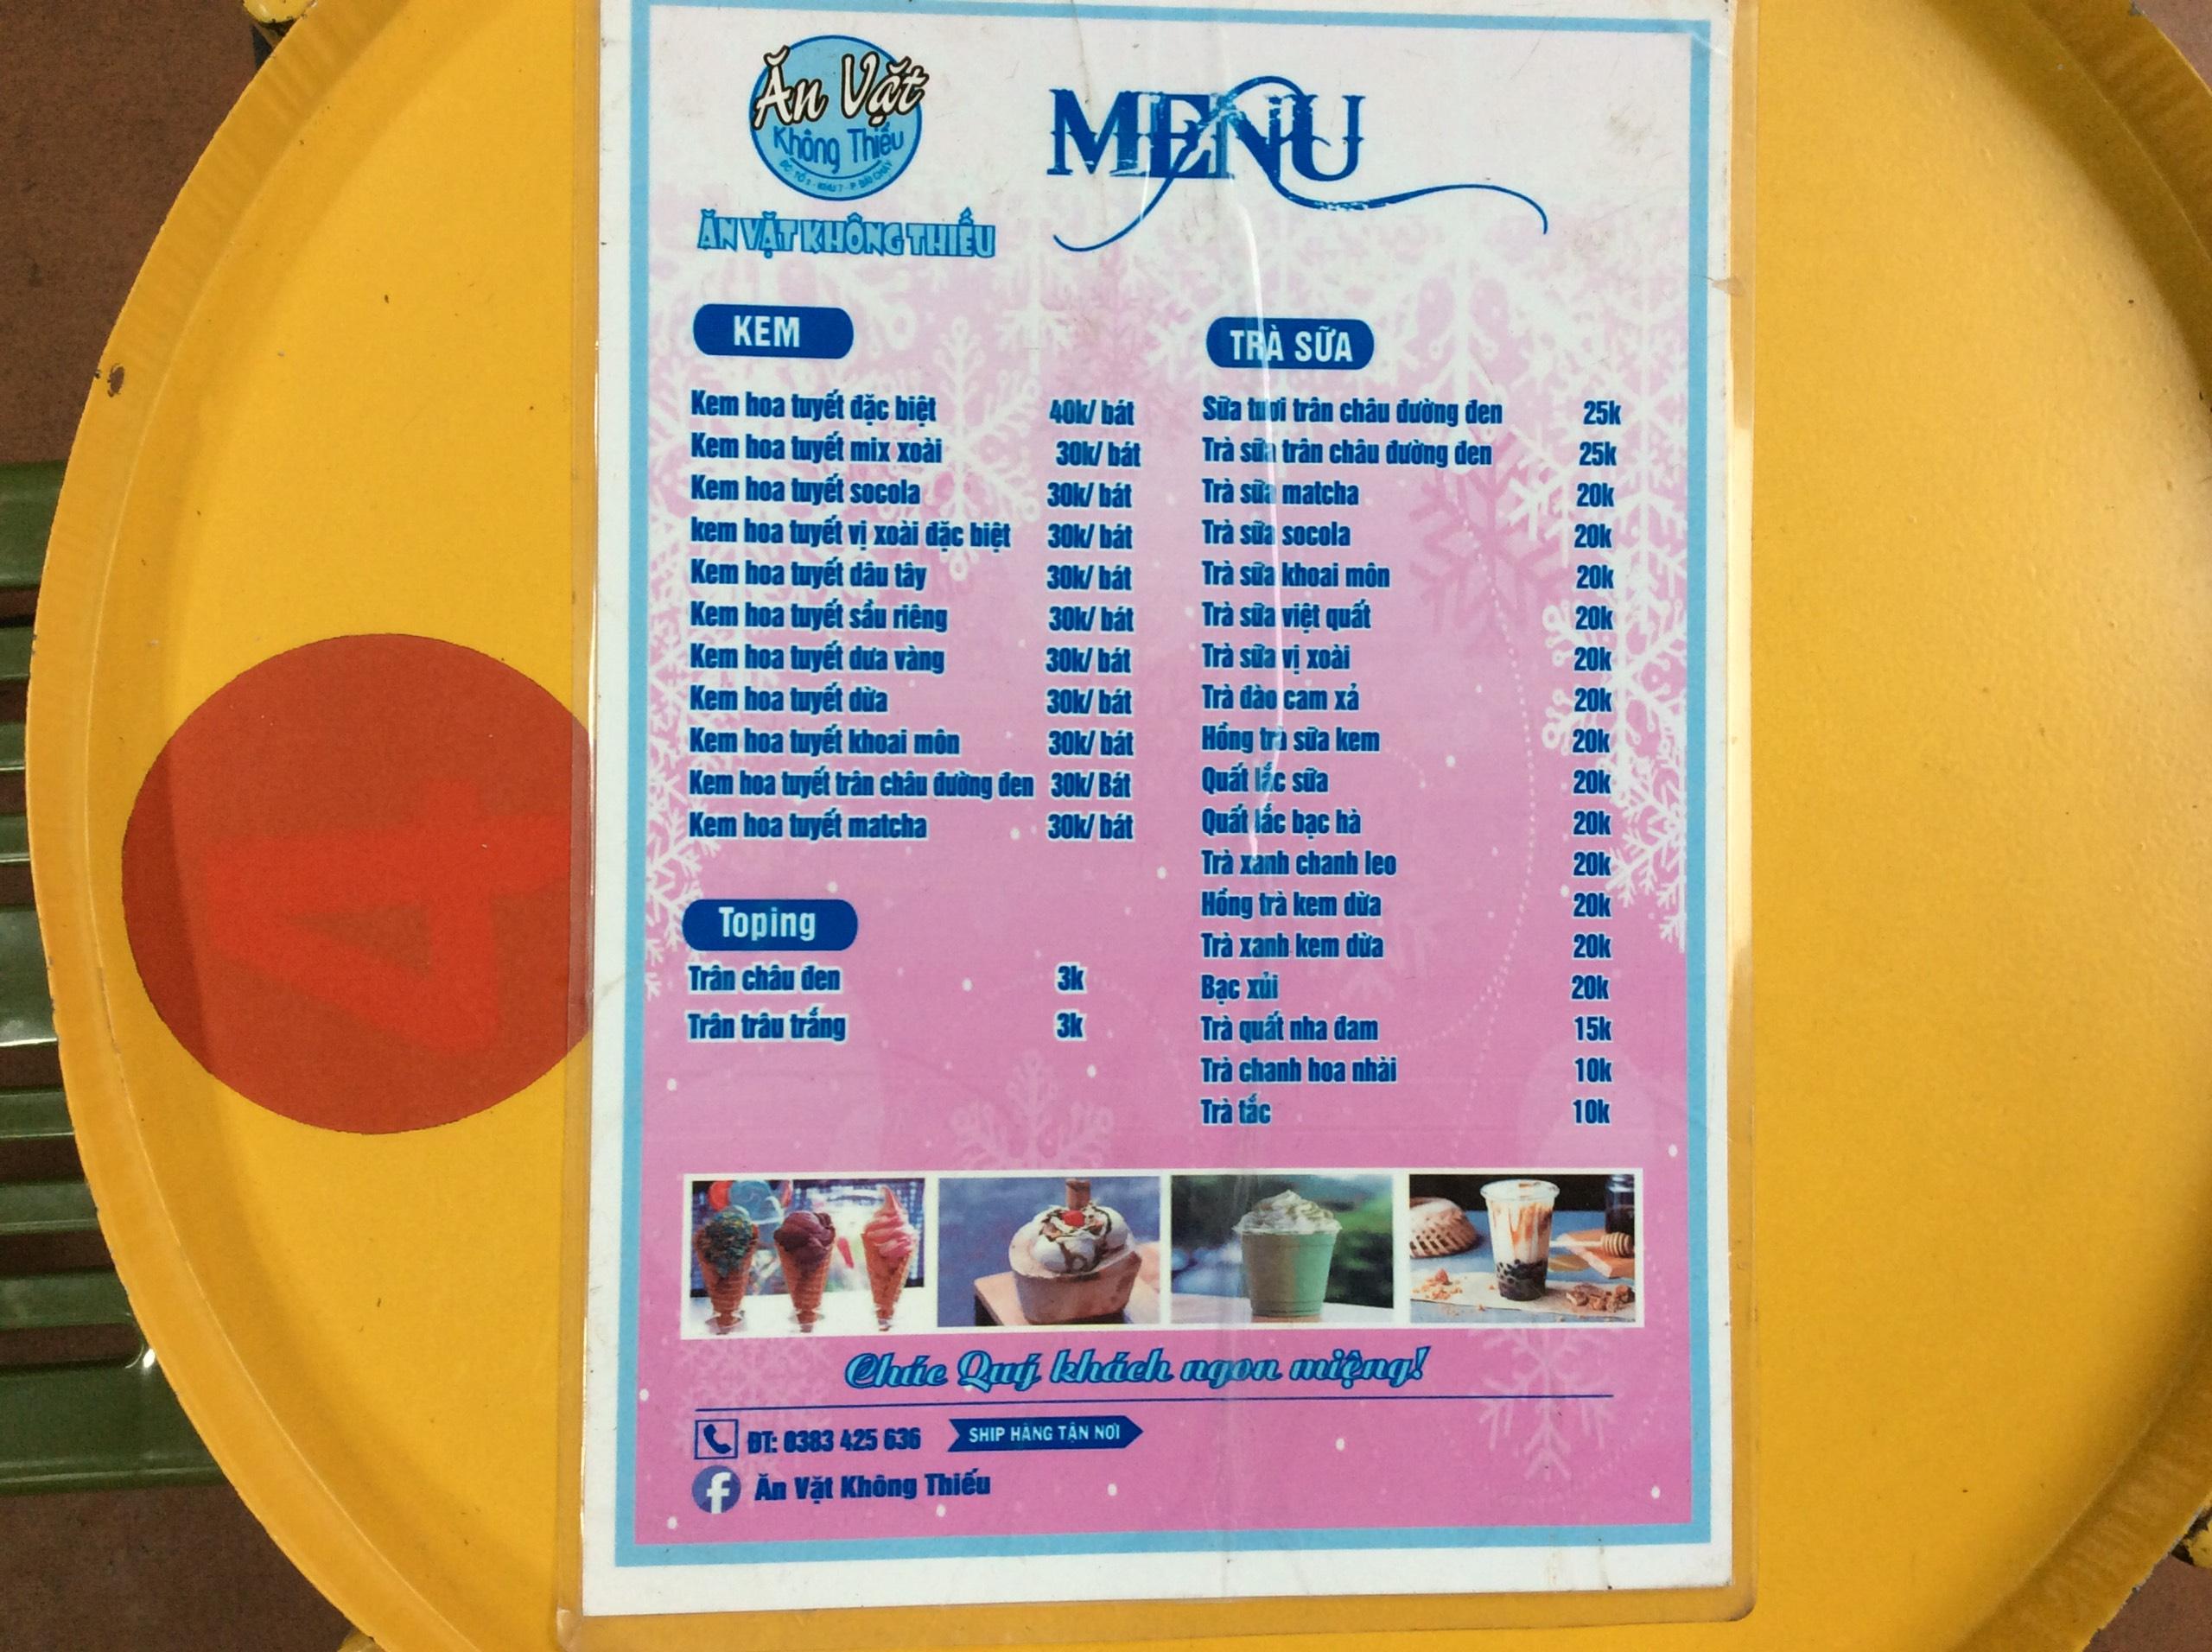 Ăn Vặt
Không Thiếu
ĐC: TỔ 1 - KHU 7 - P. BÃI CHÁY
ĂN VẶT KHÔNG THIẾU
MENU
KEM
Kem hoa tuyết đặc biệt 40k/ bát
Kem hoa tuyết mix xoài 30k/ bát
Kem hoa tuyết socola 30k/ bát
kem hoa tuyết vị xoài đặc biệt 30k/ bát
Kem hoa tuyết dâu tây 30k/ bát
Kem hoa tuyết sầu riêng 30k/ bát
Kem hoa tuyết dưa vàng 30k/ bát
Kem hoa tuyết dừa 30k/ bát
Kem hoa tuyết khoai môn 30k/ bát
Kem hoa tuyết trân châu đường đen 30k/ Bát
Kem hoa tuyết matcha 30k/ bát
Toping
Trân châu đen 3k
Trân trâu trắng 3k
TRÀ SỮA
Sữa tươi trân châu đường đen 25k
Trà sữa trân châu đường đen 25k
Trà sữa matcha 20k
Trà sữa socola 20k
Trà sữa khoai môn 20k
Trà sữa việt quất 20k
Trà sữa vị xoài 20k
Trà đào cam xả 20k
Hồng trà sữa kem 20k
Quất lắc sữa 20k
Quất lắc bạc hà 20k
Trà xanh chanh leo 20k
Hồng trà kem dừa 20k
Trà xanh kem dừa 20k
Bạc xỉu 20k
Trà quất nha đam 15k
Trà chanh hoa nhài 10k
Trà tắc 10k
Chúc Quý khách ngon miệng!
ĐT: 0383 425 636 SHIP HÀNG TẬN NƠI
f Ăn Vặt Không Thiếu
4